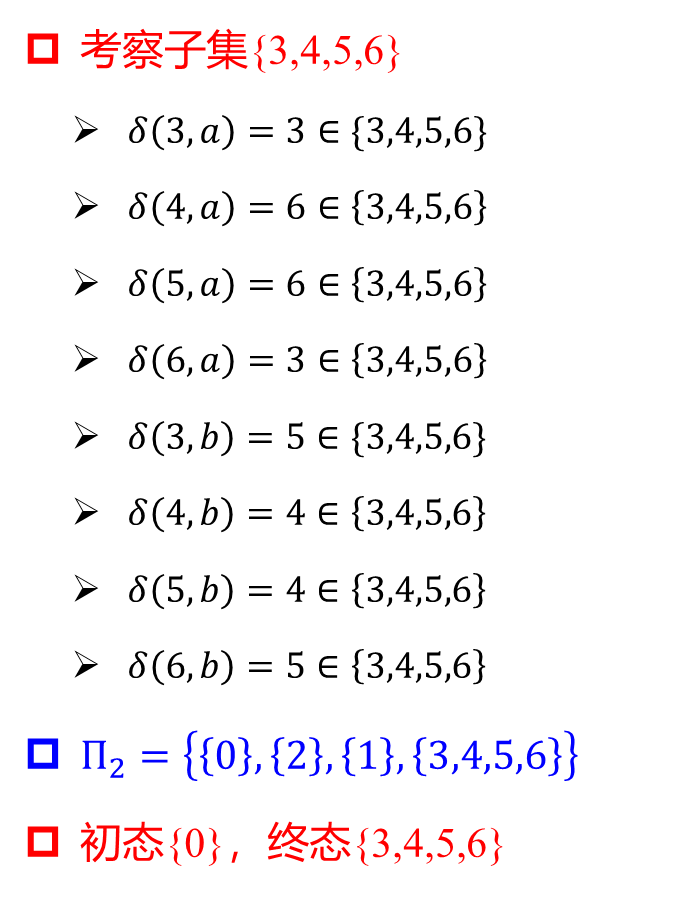 考察子集{3,4,5,6}
δ(3,a) = 3 ∈ {3,4,5,6}
δ(4,a) = 6 ∈ {3,4,5,6}
δ(5,a) = 6 ∈ {3,4,5,6}
δ(6,a) = 3 ∈ {3,4,5,6}
δ(3,b) = 5 ∈ {3,4,5,6}
δ(4,b) = 4 ∈ {3,4,5,6}
δ(5,b) = 4 ∈ {3,4,5,6}
δ(6,b) = 5 ∈ {3,4,5,6}
Π₂ = {{0},{2},{1},{3,4,5,6}}
初态{0}，终态{3,4,5,6}